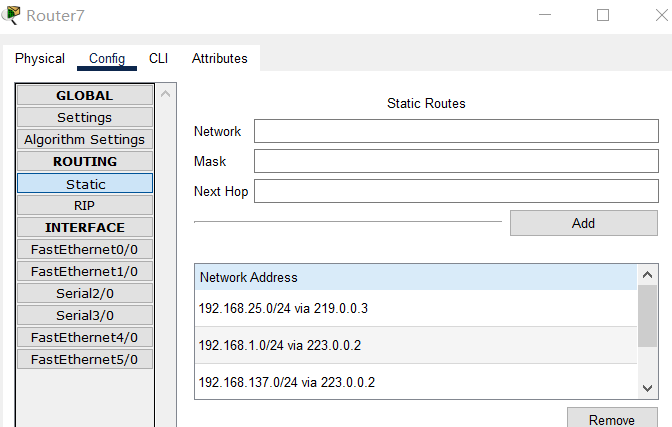 Router7
Physical Config CLI Attributes
GLOBAL
Settings
Algorithm Settings
ROUTING
Static
RIP
INTERFACE
FastEthernet0/0
FastEthernet1/0
Serial2/0
Serial3/0
FastEthernet4/0
FastEthernet5/0
Static Routes
Network
Mask
Next Hop
Add
Network Address
192.168.25.0/24 via 219.0.0.3
192.168.1.0/24 via 223.0.0.2
192.168.137.0/24 via 223.0.0.2
Remove